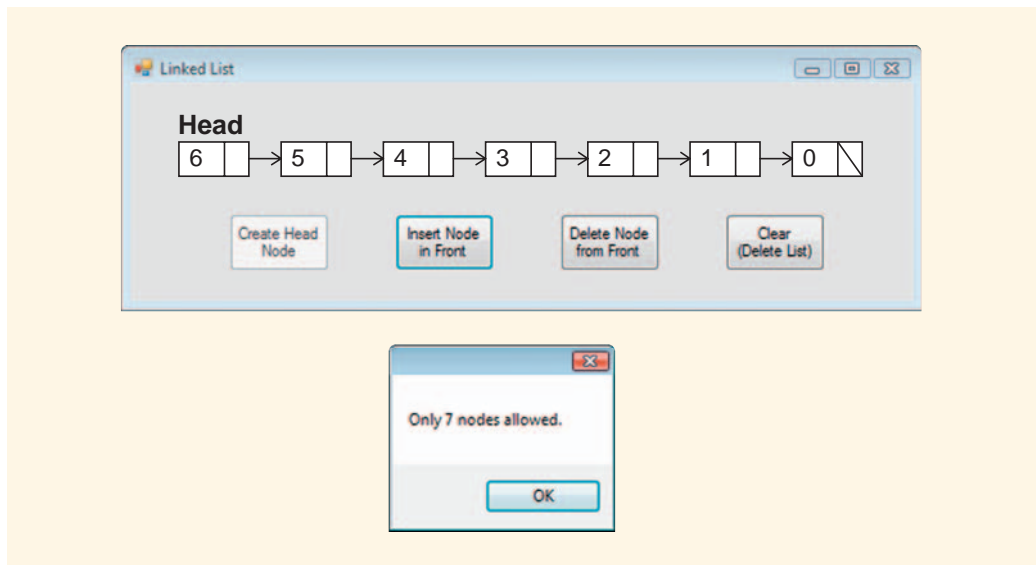 Linked List
Head
6 5 4 3 2 1 0
Create Head
Node
Insert Node
in Front
Delete Node
from Front
Clear
(Delete List)
Only 7 nodes allowed.
OK